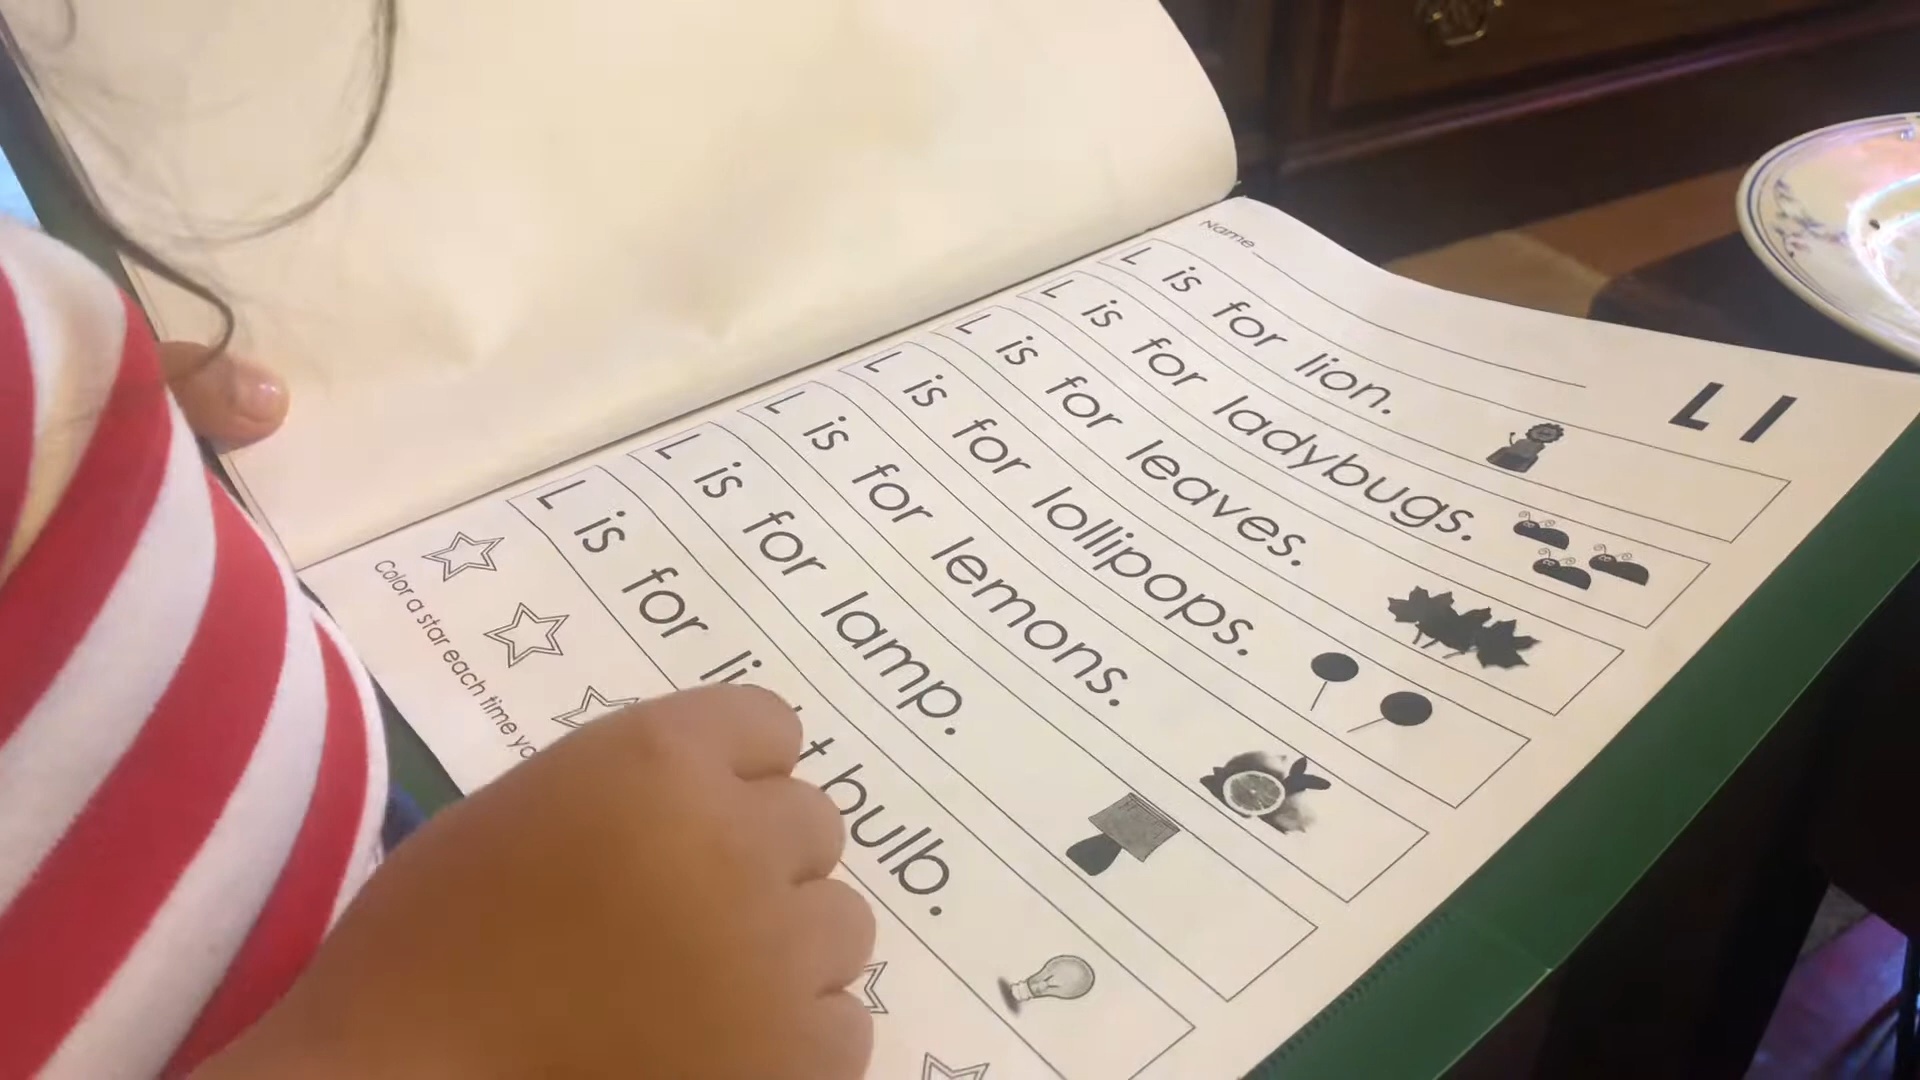 Name
L l
L is for lion.
L is for ladybugs.
L is for leaves.
L is for lollipops.
L is for lemons.
L is for lamp.
L is for bulb.
Color a star each time